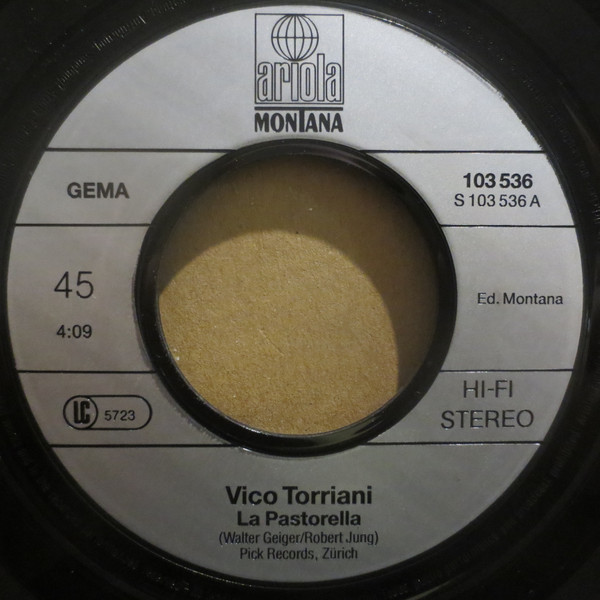 ariola
MONTANA
GEMA
103 536
S 103 536 A
45
4:09
Ed. Montana
LC 5723
HI-FI
STEREO
Vico Torriani
La Pastorella
(Walter Geiger/Robert Jung)
Pick Records, Zürich